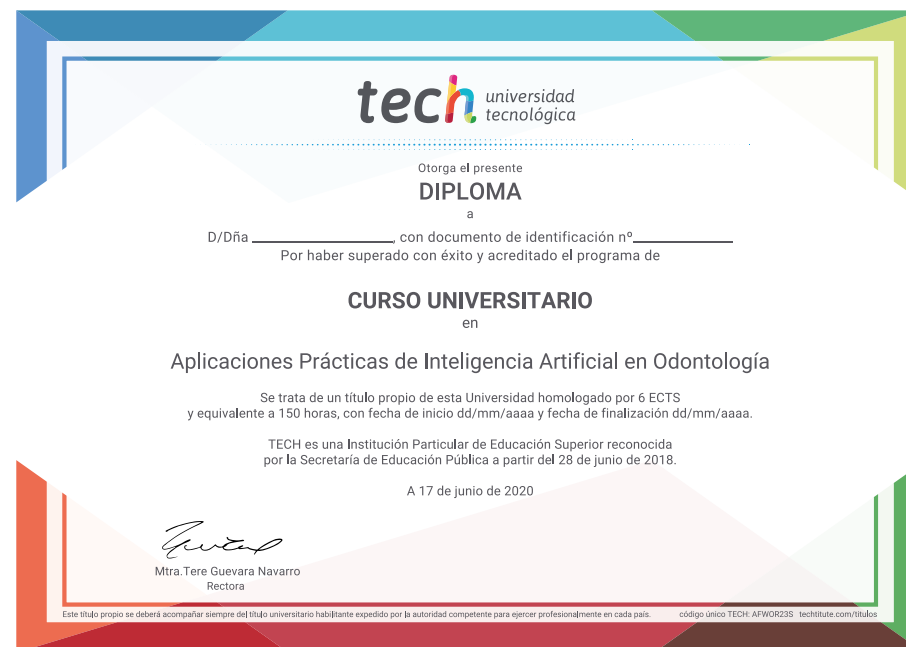 tech universidad
tecnológica
Otorga el presente
DIPLOMA
a
D/Dña ____________________, con documento de identificación nº______________
Por haber superado con éxito y acreditado el programa de
CURSO UNIVERSITARIO
en
Aplicaciones Prácticas de Inteligencia Artificial en Odontología
Se trata de un título propio de esta Universidad homologado por 6 ECTS
y equivalente a 150 horas, con fecha de inicio dd/mm/aaaa y fecha de finalización dd/mm/aaaa.
TECH es una Institución Particular de Educación Superior reconocida
por la Secretaría de Educación Pública a partir del 28 de junio de 2018.
A 17 de junio de 2020
Mtra.Tere Guevara Navarro
Rectora
Este título propio se deberá acompañar siempre del título universitario habilitante expedido por la autoridad competente para ejercer profesionalmente en cada país. código único TECH: AFWOR23S techtitute.com/titulos